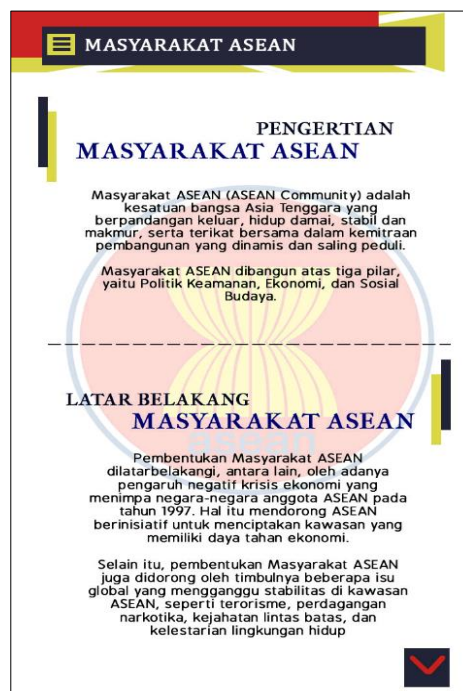 MASYARAKAT ASEAN
PENGERTIAN
MASYARAKAT ASEAN
Masyarakat ASEAN (ASEAN Community) adalah
kesatuan bangsa Asia Tenggara yang
berpandangan keluar, hidup damai, stabil dan
makmur, serta terikat bersama dalam kemitraan
pembangunan yang dinamis dan saling peduli.
Masyarakat ASEAN dibangun atas tiga pilar,
yaitu Politik Keamanan, Ekonomi, dan Sosial
Budaya.
LATAR BELAKANG
MASYARAKAT ASEAN
asean
Pembentukan Masyarakat ASEAN
dilatarbelakangi, antara lain, oleh adanya
pengaruh negatif krisis ekonomi yang
menimpa negara-negara anggota ASEAN pada
tahun 1997. Hal itu mendorong ASEAN
berinisiatif untuk menciptakan kawasan yang
memiliki daya tahan ekonomi.
Selain itu, pembentukan Masyarakat ASEAN
juga didorong oleh timbulnya beberapa isu
global yang mengganggu stabilitas di kawasan
ASEAN, seperti terorisme, perdagangan
narkotika, kejahatan lintas batas, dan
kelestarian lingkungan hidup